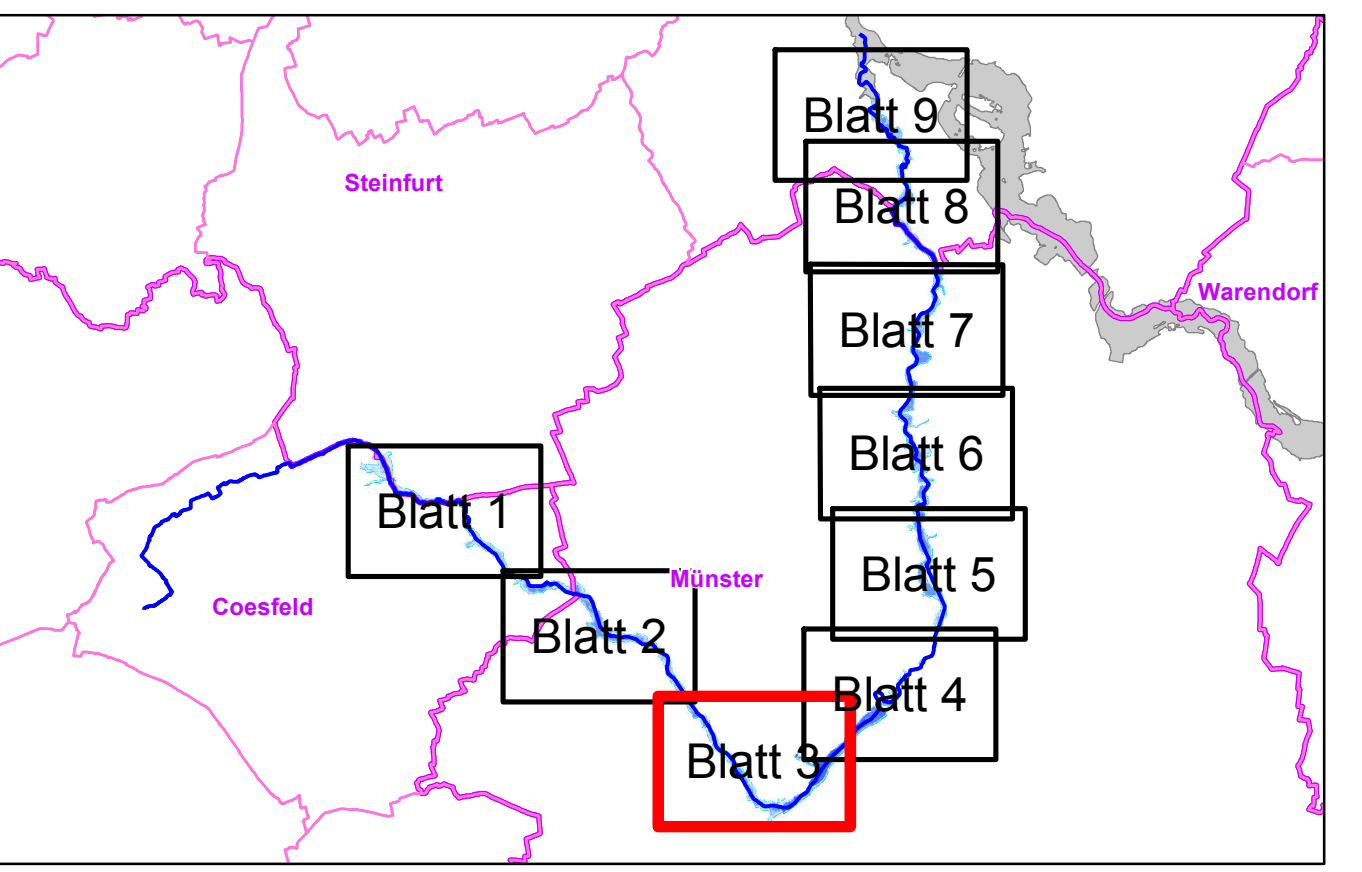 Blatt 9
Steinfurt
Blatt 8
Warendorf
Blatt 7
Blatt 6
Blatt 1
Blatt 5
Münster
Coesfeld
Blatt 2
Blatt 4
Blatt 3